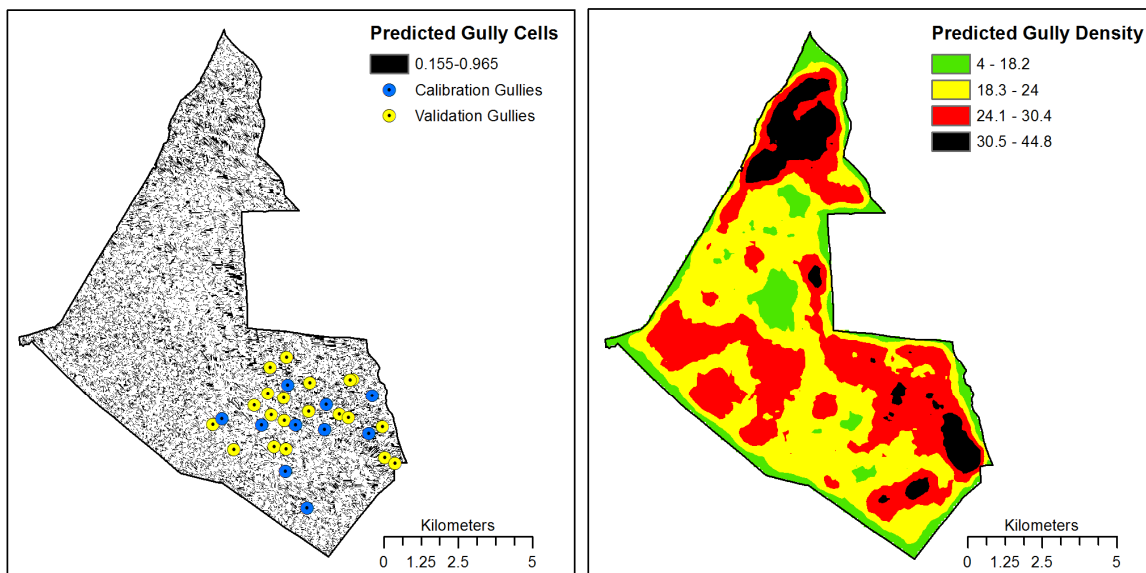 Predicted Gully Cells
0.155-0.965
Calibration Gullies
Validation Gullies
Kilometers
0 1.25 2.5 5
Predicted Gully Density
4 - 18.2
18.3 - 24
24.1 - 30.4
30.5 - 44.8
Kilometers
0 1.25 2.5 5